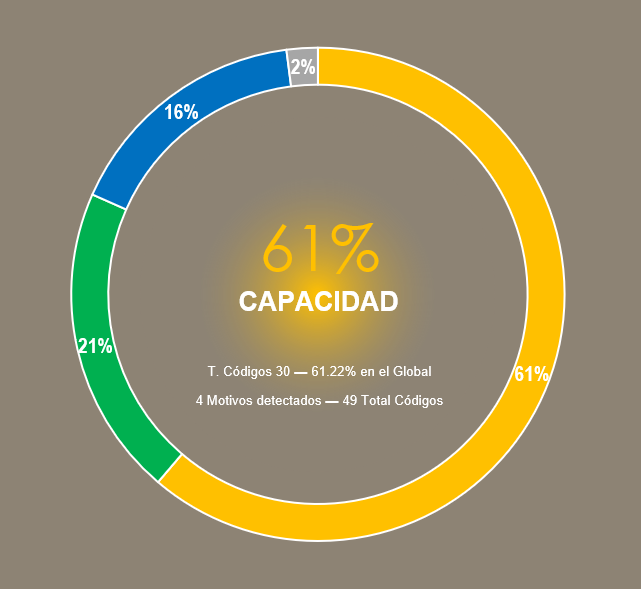 2%
16%
61%
CAPACIDAD
21%
T. Códigos 30 — 61.22% en el Global
61%
4 Motivos detectados — 49 Total Códigos